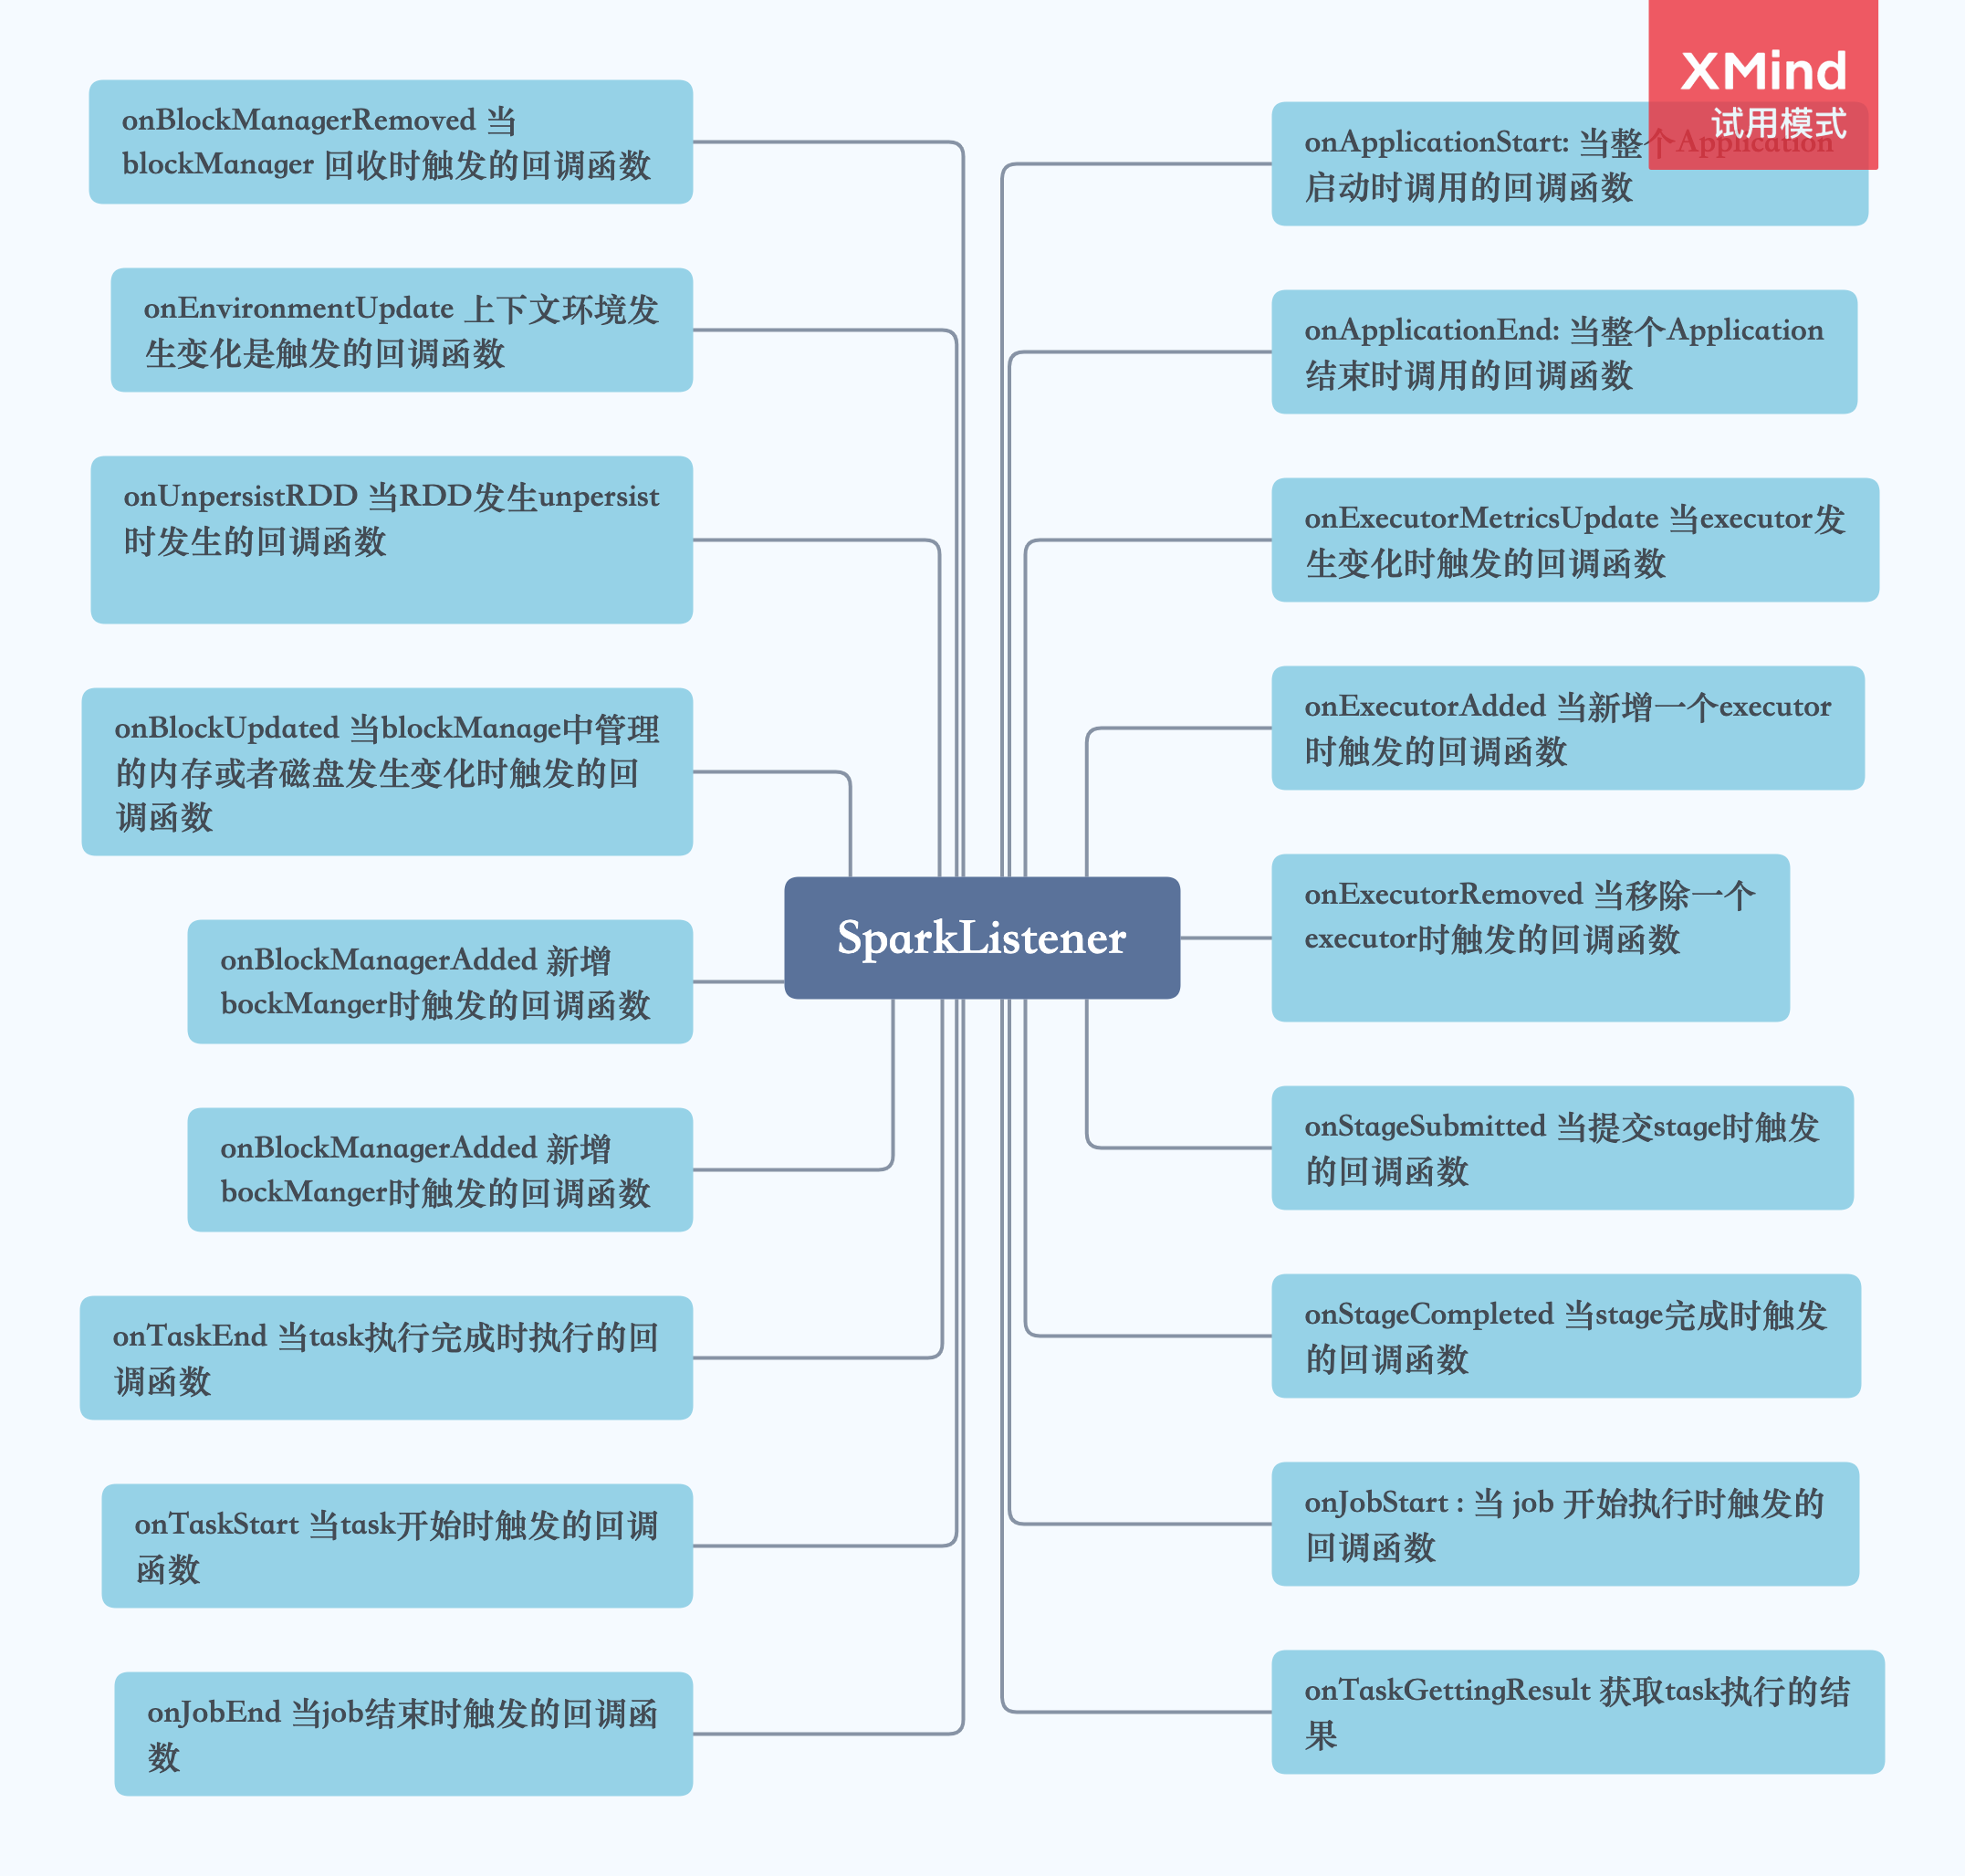 XMind
试用模式
onBlockManagerRemoved 当
blockManager 回收时触发的回调函数
onEnvironmentUpdate 上下文环境发
生变化是触发的回调函数
onUnpersistRDD 当RDD发生unpersist
时发生的回调函数
onBlockUpdated 当blockManage中管理
的内存或者磁盘发生变化时触发的回
调函数
onBlockManagerAdded 新增
bockManger时触发的回调函数
onBlockManagerAdded 新增
bockManger时触发的回调函数
onTaskEnd 当task执行完成时执行的回
调函数
onTaskStart 当task开始时触发的回调
函数
onJobEnd 当job结束时触发的回调函
数
SparkListener
onApplicationStart: 当整个Application
启动时调用的回调函数
onApplicationEnd: 当整个Application
结束时调用的回调函数
onExecutorMetricsUpdate 当executor发
生变化时触发的回调函数
onExecutorAdded 当新增一个executor
时触发的回调函数
onExecutorRemoved 当移除一个
executor时触发的回调函数
onStageSubmitted 当提交stage时触发
的回调函数
onStageCompleted 当stage完成时触发
的回调函数
onJobStart : 当 job 开始执行时触发的
回调函数
onTaskGettingResult 获取task执行的结
果